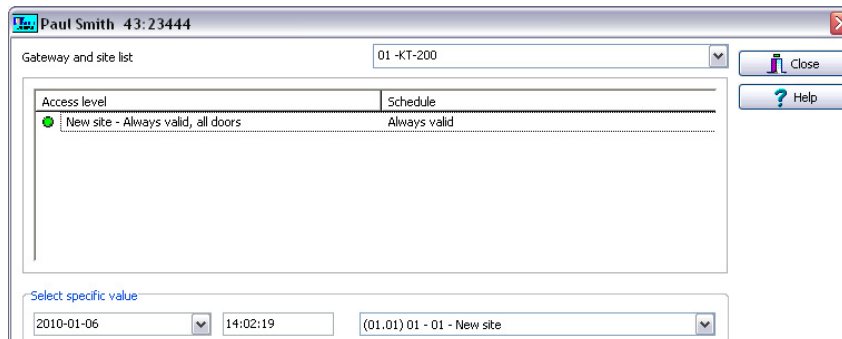 Paul Smith 43:23444
Gateway and site list
01 -KT-200
Close
Help
Access level Schedule
New site - Always valid, all doors Always valid
Select specific value
2010-01-06 14:02:19 (01.01) 01 - 01 - New site